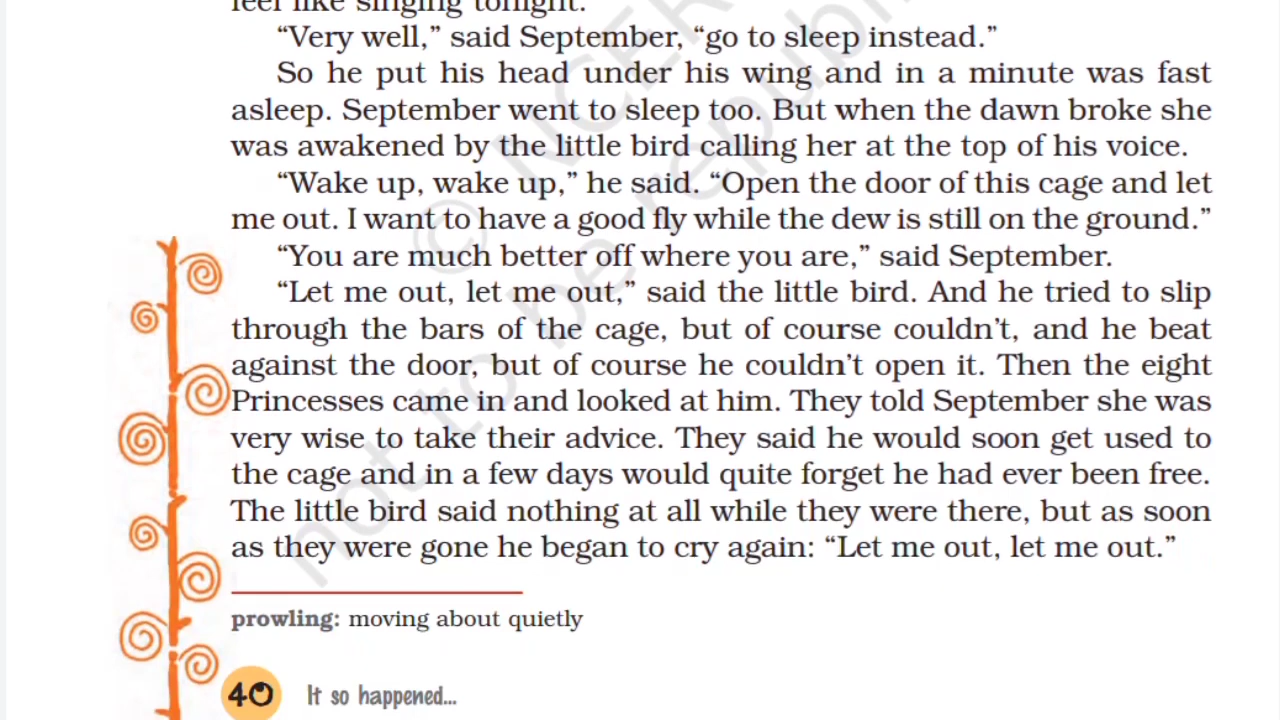 feel like singing tonight.
“Very well,” said September, “go to sleep instead.”
So he put his head under his wing and in a minute was fast
asleep. September went to sleep too. But when the dawn broke she
was awakened by the little bird calling her at the top of his voice.
“Wake up, wake up,” he said. “Open the door of this cage and let
me out. I want to have a good fly while the dew is still on the ground.”
“You are much better off where you are,” said September.
“Let me out, let me out,” said the little bird. And he tried to slip
through the bars of the cage, but of course couldn’t, and he beat
against the door, but of course he couldn’t open it. Then the eight
Princesses came in and looked at him. They told September she was
very wise to take their advice. They said he would soon get used to
the cage and in a few days would quite forget he had ever been free.
The little bird said nothing at all while they were there, but as soon
as they were gone he began to cry again: “Let me out, let me out.”
prowling: moving about quietly
40 It so happened...
© NCER
not to be republi